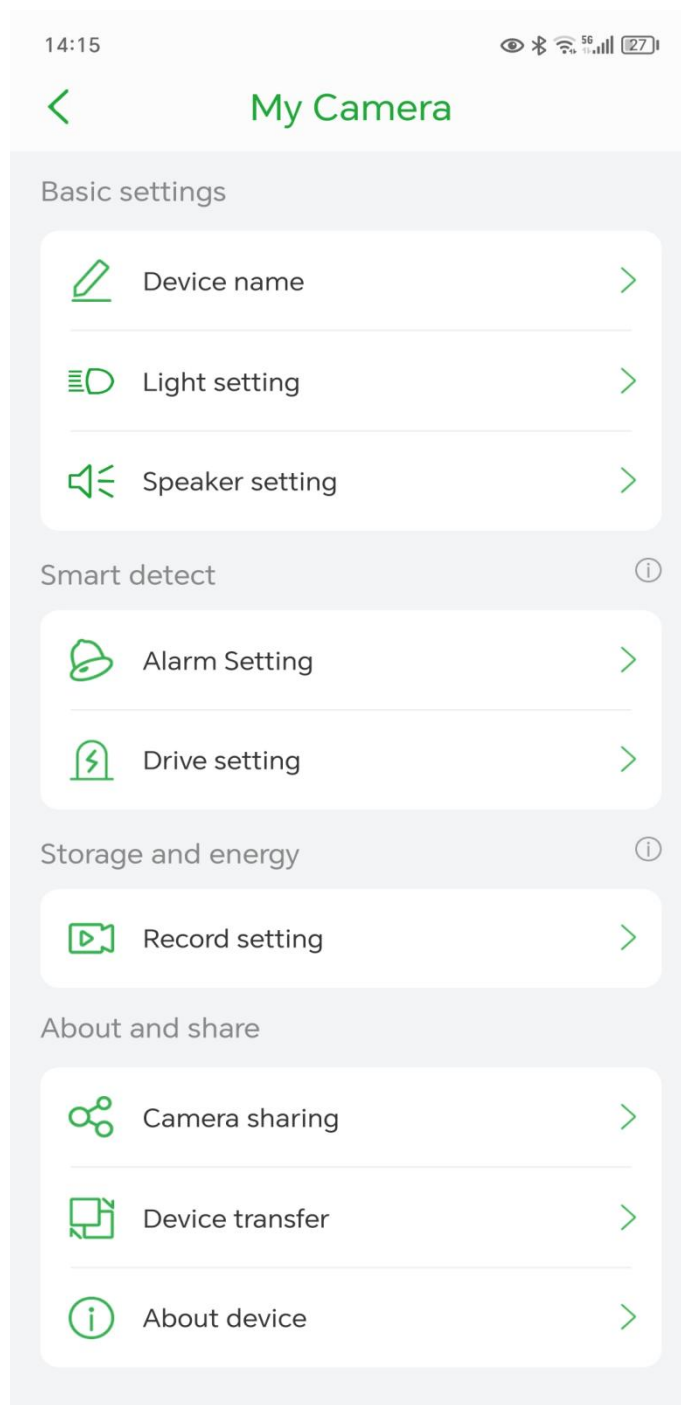 14:15
5G
27
My Camera
Basic settings
Device name
Light setting
Speaker setting
Smart detect
Alarm Setting
Drive setting
Storage and energy
Record setting
About and share
Camera sharing
Device transfer
About device